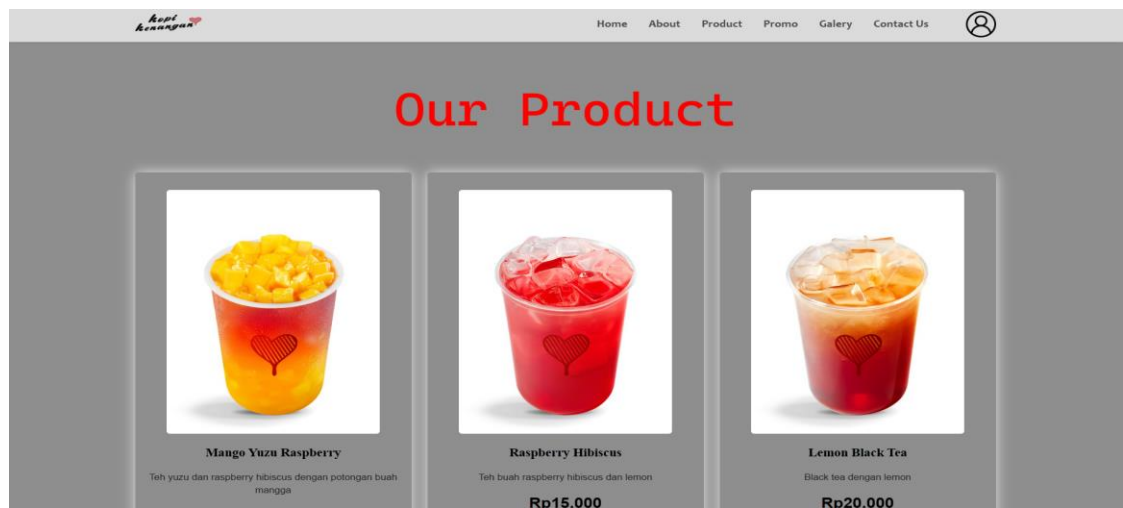 kopi
kenangan
Home About Product Promo Galery Contact Us
Our Product
Mango Yuzu Raspberry
Teh yuzu dan raspberry hibiscus dengan potongan buah
mangga
Raspberry Hibiscus
Teh buah raspberry hibiscus dan lemon
Rp15.000
Lemon Black Tea
Black tea dengan lemon
Rp20.000